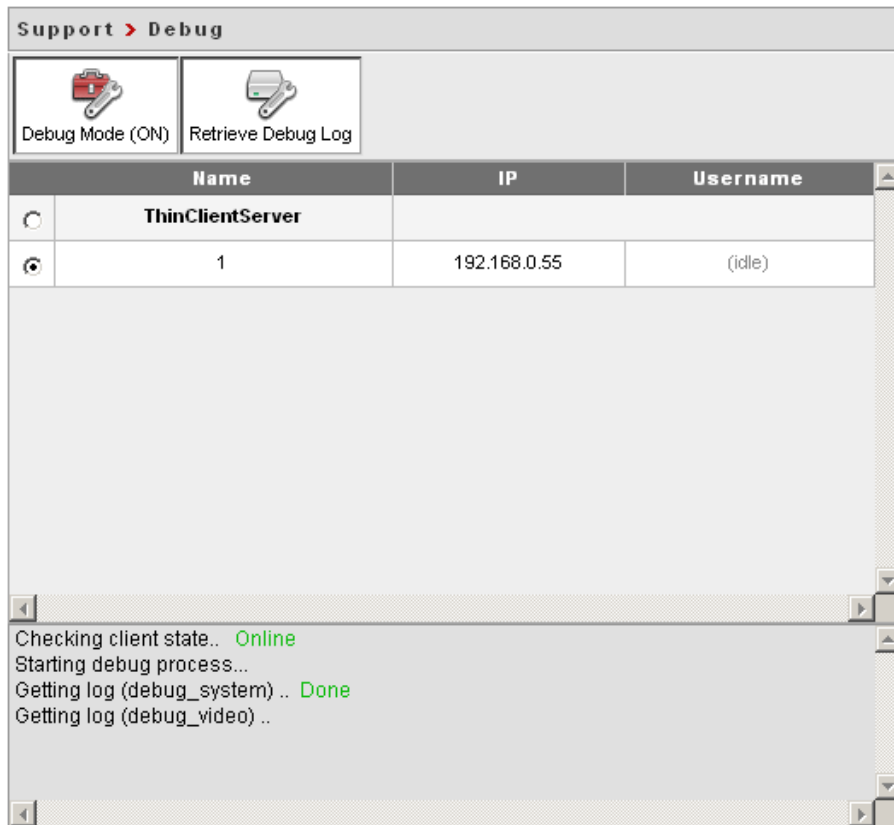 Support > Debug
Debug Mode (ON) Retrieve Debug Log
Name IP Username
ThinClientServer
1 192.168.0.55 (idle)
Checking client state.. Online
Starting debug process...
Getting log (debug_system) .. Done
Getting log (debug_video) ..